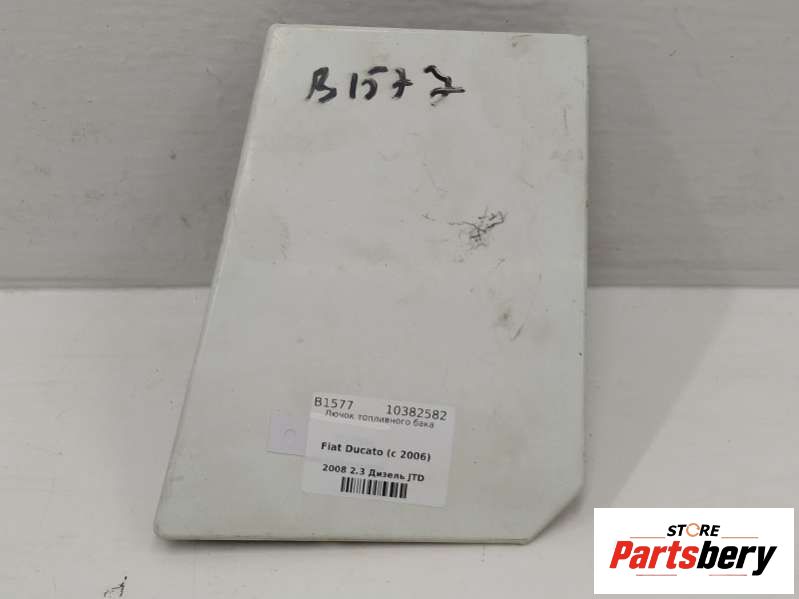 B1577
B1577 10382582
Лючок топливного бака
Fiat Ducato (с 2006)
2008 2.3 Дизель JTD
STORE
Partsbery